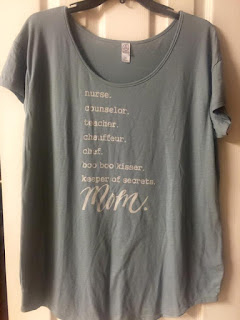 nurse.
counselor.
teacher.
chauffeur.
chef.
boo boo kisser.
keeper of secrets.
Mom.